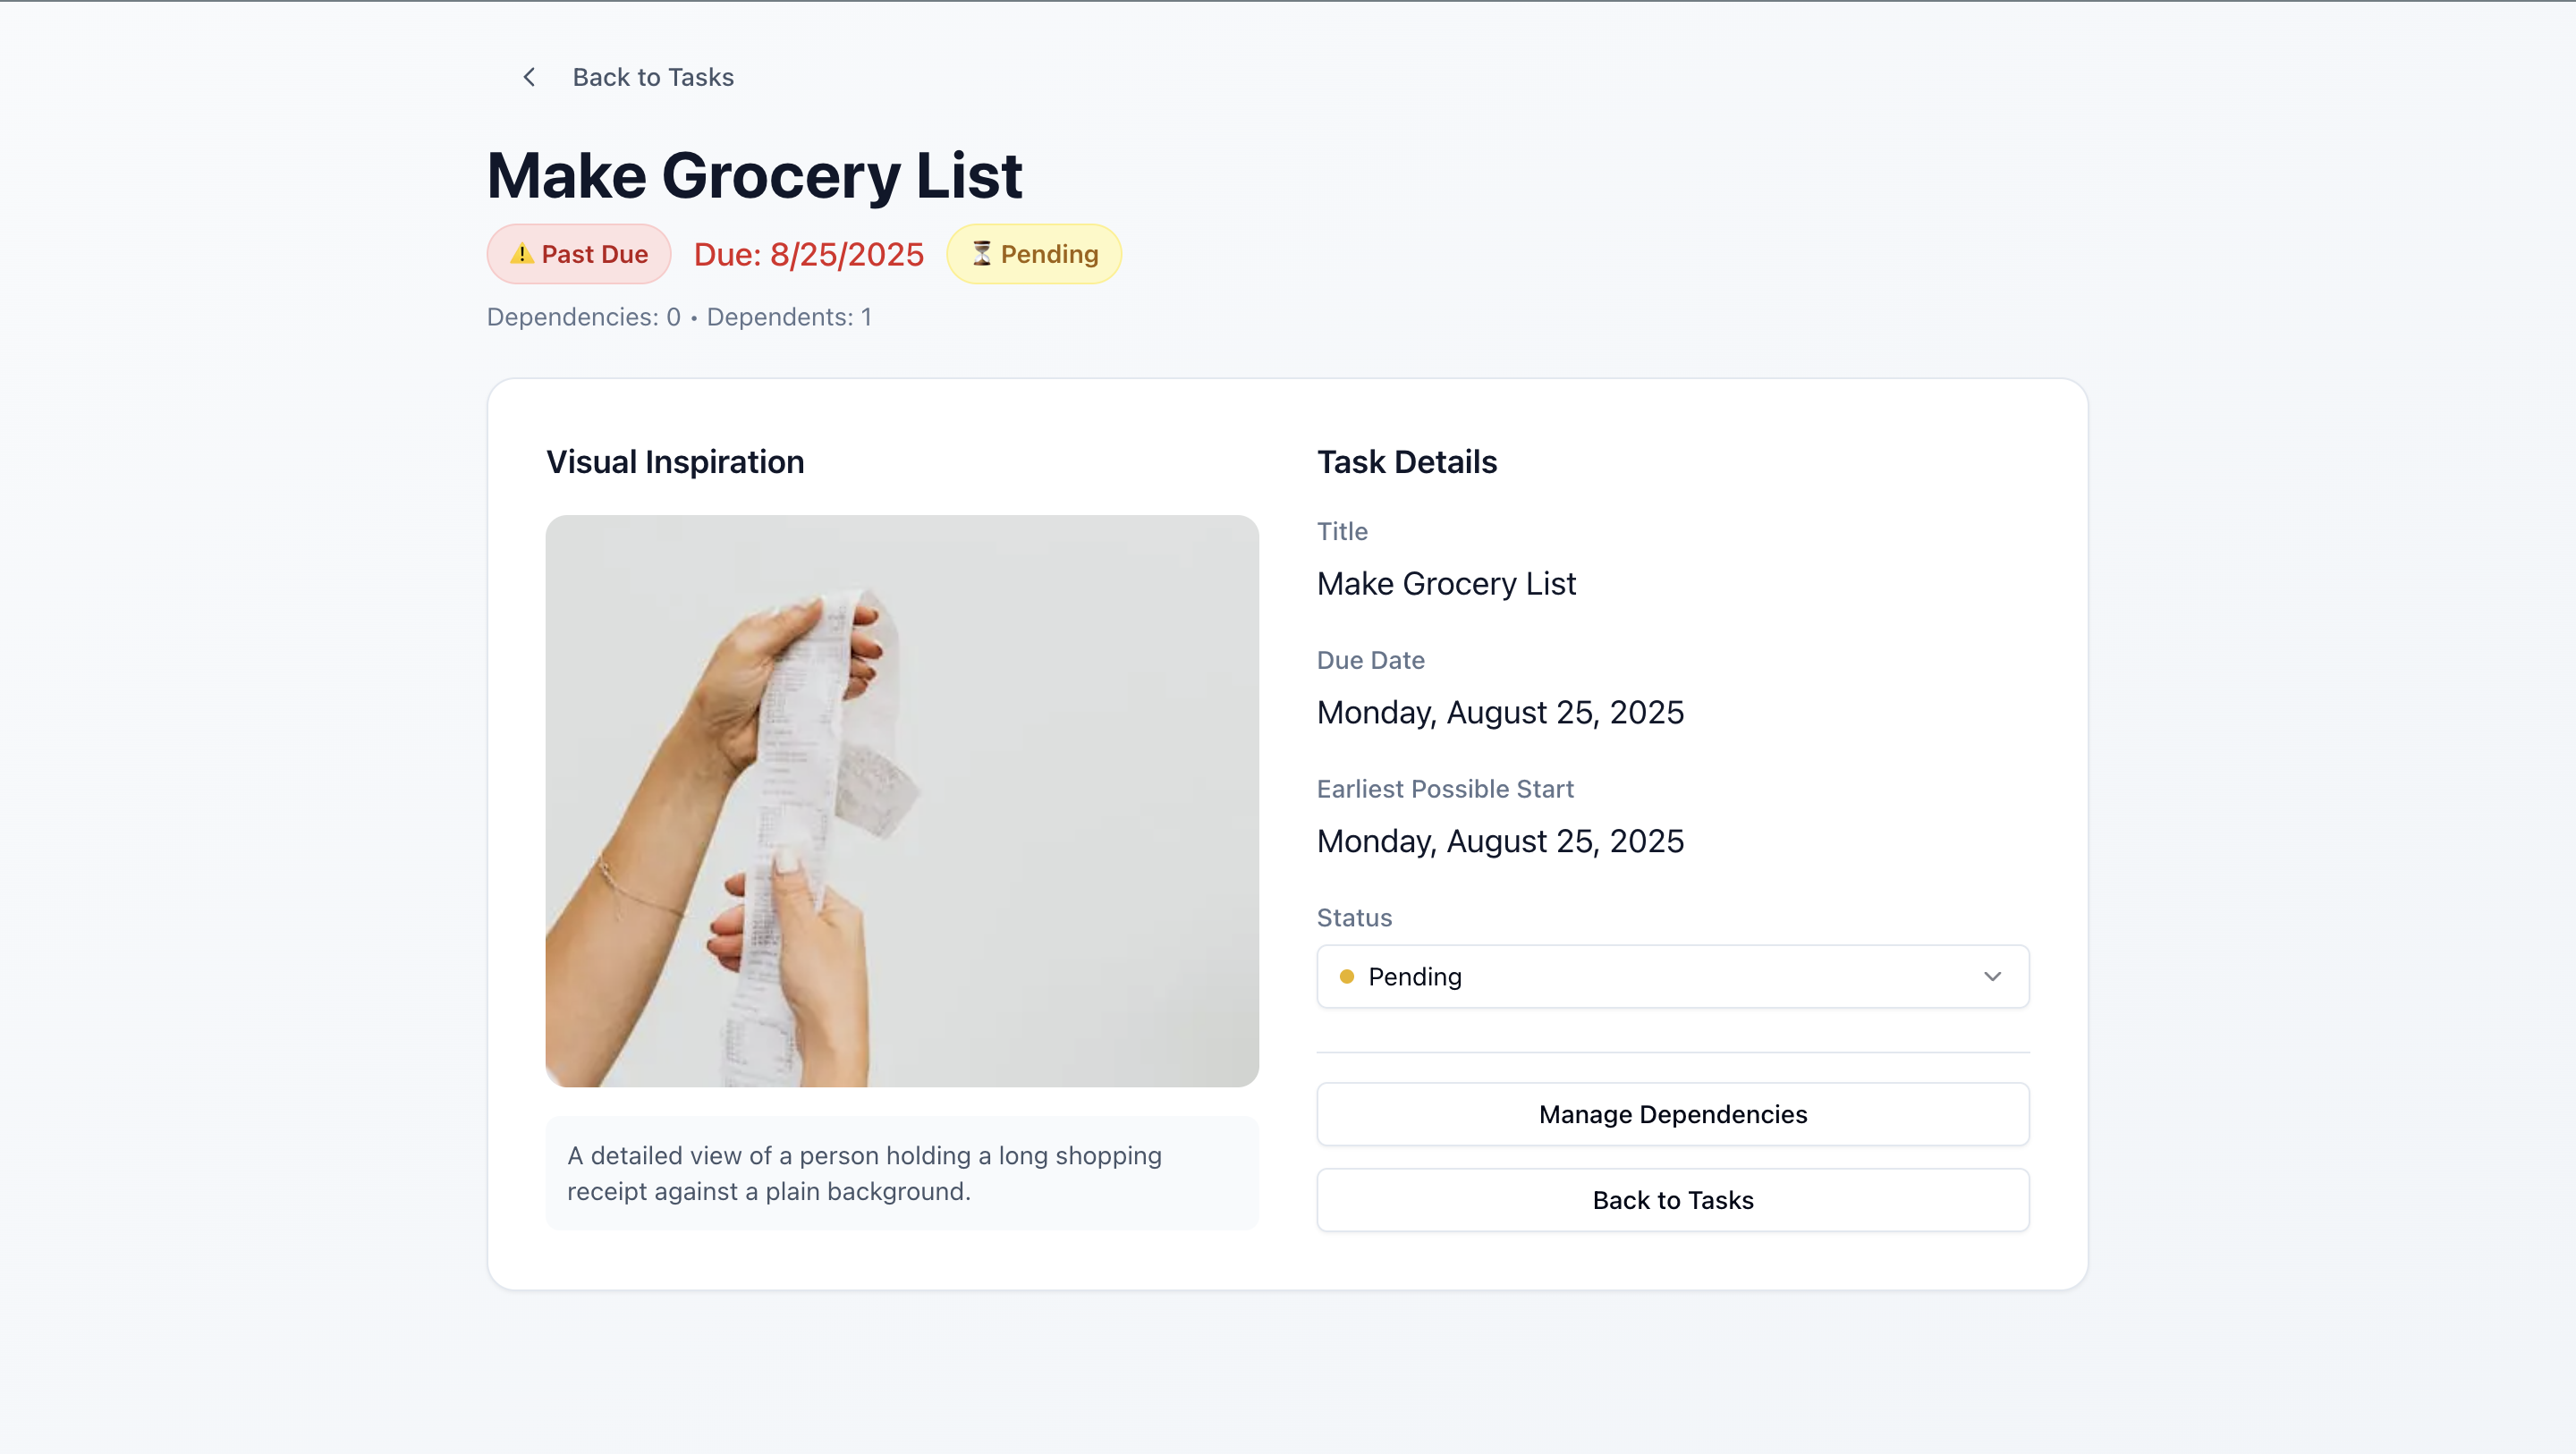 Back to Tasks
Make Grocery List
⚠️ Past Due Due: 8/25/2025 ⏳ Pending
Dependencies: 0 • Dependents: 1
Visual Inspiration
A detailed view of a person holding a long shopping
receipt against a plain background.
Task Details
Title
Make Grocery List
Due Date
Monday, August 25, 2025
Earliest Possible Start
Monday, August 25, 2025
Status
Pending
Manage Dependencies
Back to Tasks